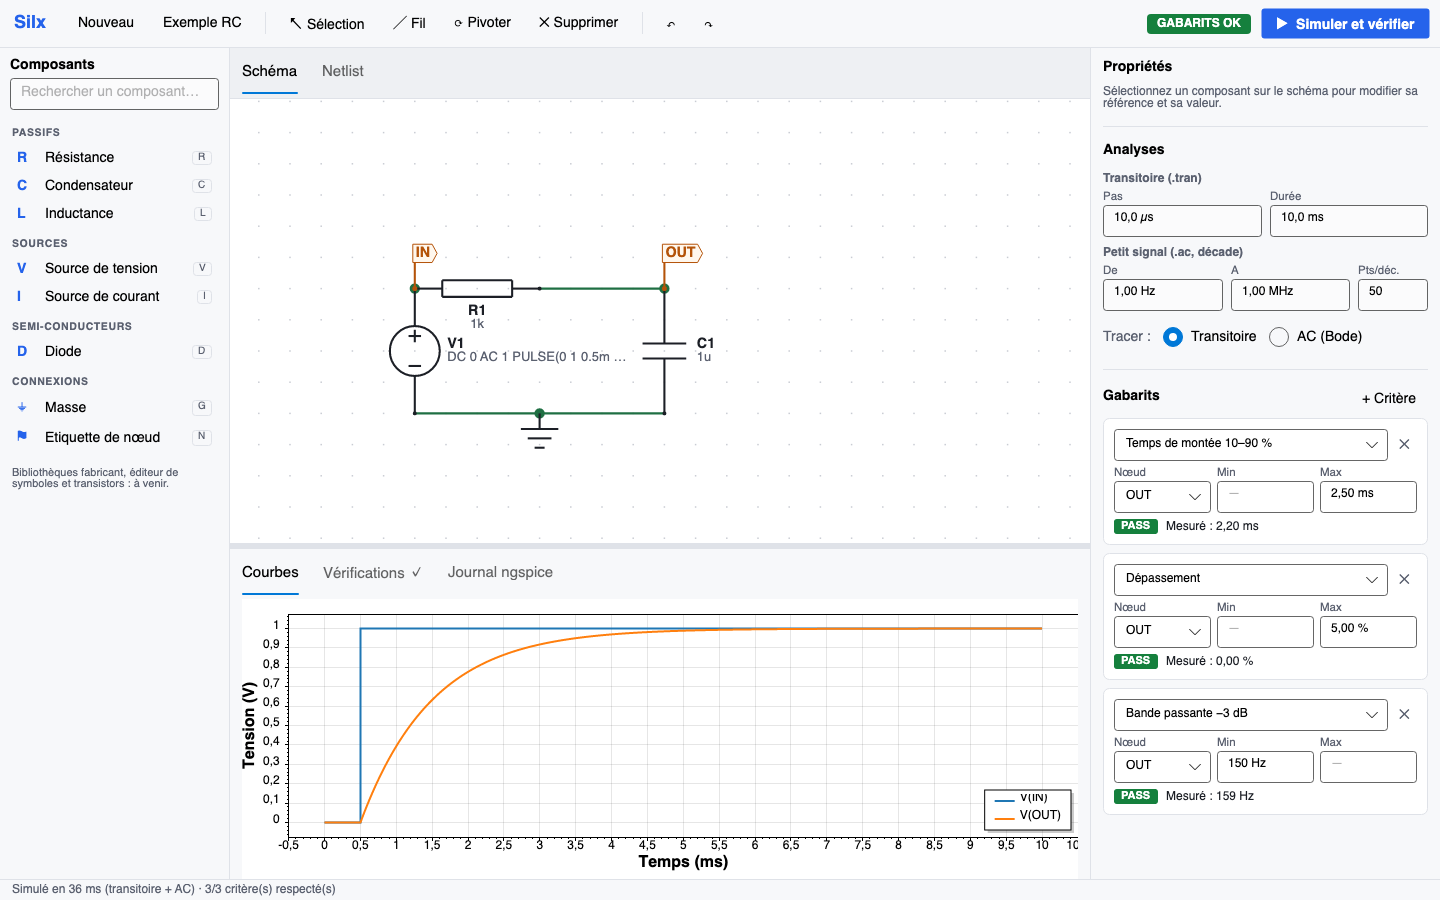 Silx
Nouveau
Exemple RC
Sélection
Fil
Pivoter
Supprimer
GABARITS OK
Simuler et vérifier
Composants
Rechercher un composant…
PASSIFS
R Résistance R
C Condensateur C
L Inductance L
SOURCES
V Source de tension V
I Source de courant I
SEMI-CONDUCTEURS
D Diode D
CONNEXIONS
Masse G
Etiquette de nœud N
Bibliothèques fabricant, éditeur de
symboles et transistors : à venir.
Schéma
Netlist
IN
OUT
R1
1k
V1
DC 0 AC 1 PULSE(0 1 0.5m …
C1
1u
Courbes
Vérifications ✓
Journal ngspice
Tension (V)
1
0,9
0,8
0,7
0,6
0,5
0,4
0,3
0,2
0,1
0
-0,5 0 0,5 1 1,5 2 2,5 3 3,5 4 4,5 5 5,5 6 6,5 7 7,5 8 8,5 9 9,5 10 10
Temps (ms)
V(IN)
V(OUT)
Propriétés
Sélectionnez un composant sur le schéma pour modifier sa
référence et sa valeur.
Analyses
Transitoire (.tran)
Pas Durée
10,0 µs 10,0 ms
Petit signal (.ac, décade)
De A Pts/déc.
1,00 Hz 1,00 MHz 50
Tracer : Transitoire AC (Bode)
Gabarits + Critère
Temps de montée 10–90 %
Nœud Min Max
OUT — 2,50 ms
PASS Mesuré : 2,20 ms
Dépassement
Nœud Min Max
OUT — 5,00 %
PASS Mesuré : 0,00 %
Bande passante −3 dB
Nœud Min Max
OUT 150 Hz —
PASS Mesuré : 159 Hz
Simulé en 36 ms (transitoire + AC) · 3/3 critère(s) respecté(s)